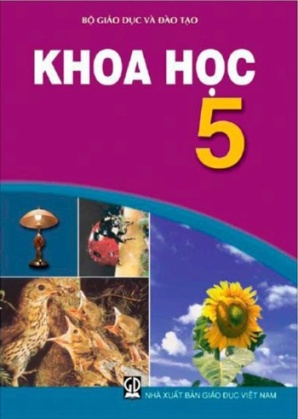 BỘ GIÁO DỤC VÀ ĐÀO TẠO
KHOA HỌC
5
GD
NHÀ XUẤT BẢN GIÁO DỤC VIỆT NAM